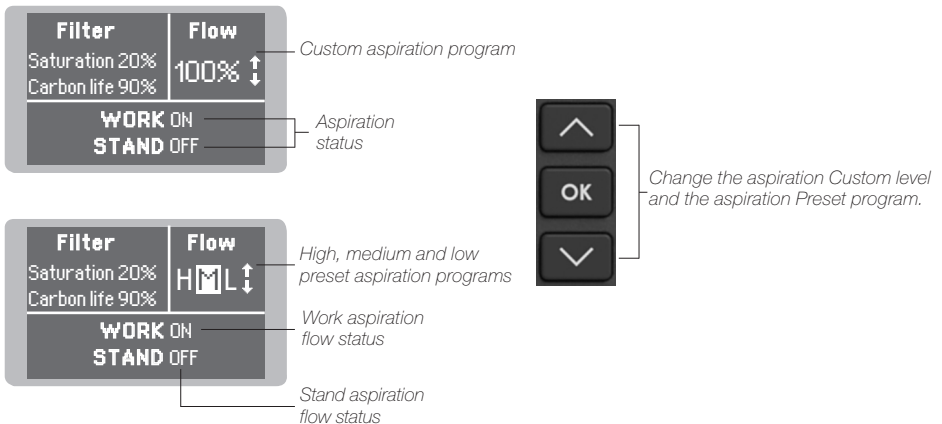 Filter
Flow
Saturation 20%
Carbon life 90%
100%
WORK ON
STAND OFF
Custom aspiration program
Aspiration
status
Filter
Flow
Saturation 20%
Carbon life 90%
H M L
WORK ON
STAND OFF
High, medium and low
preset aspiration programs
Work aspiration
flow status
Stand aspiration
flow status
OK
Change the aspiration Custom level
and the aspiration Preset program.